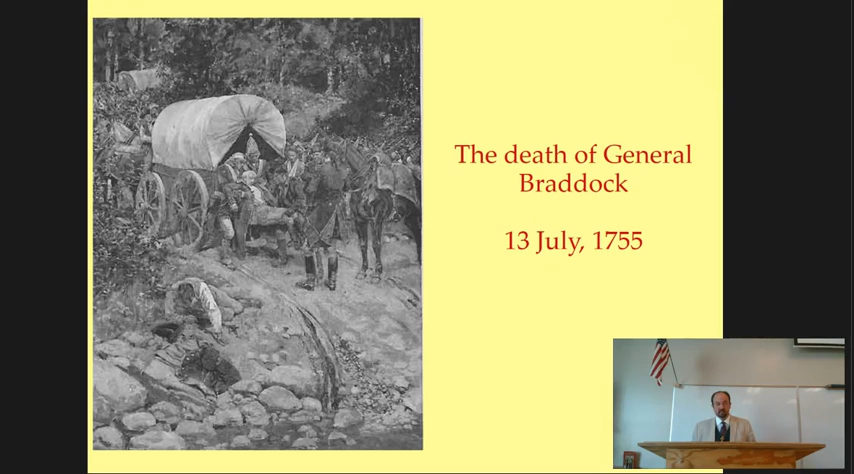 The death of General
Braddock
13 July, 1755